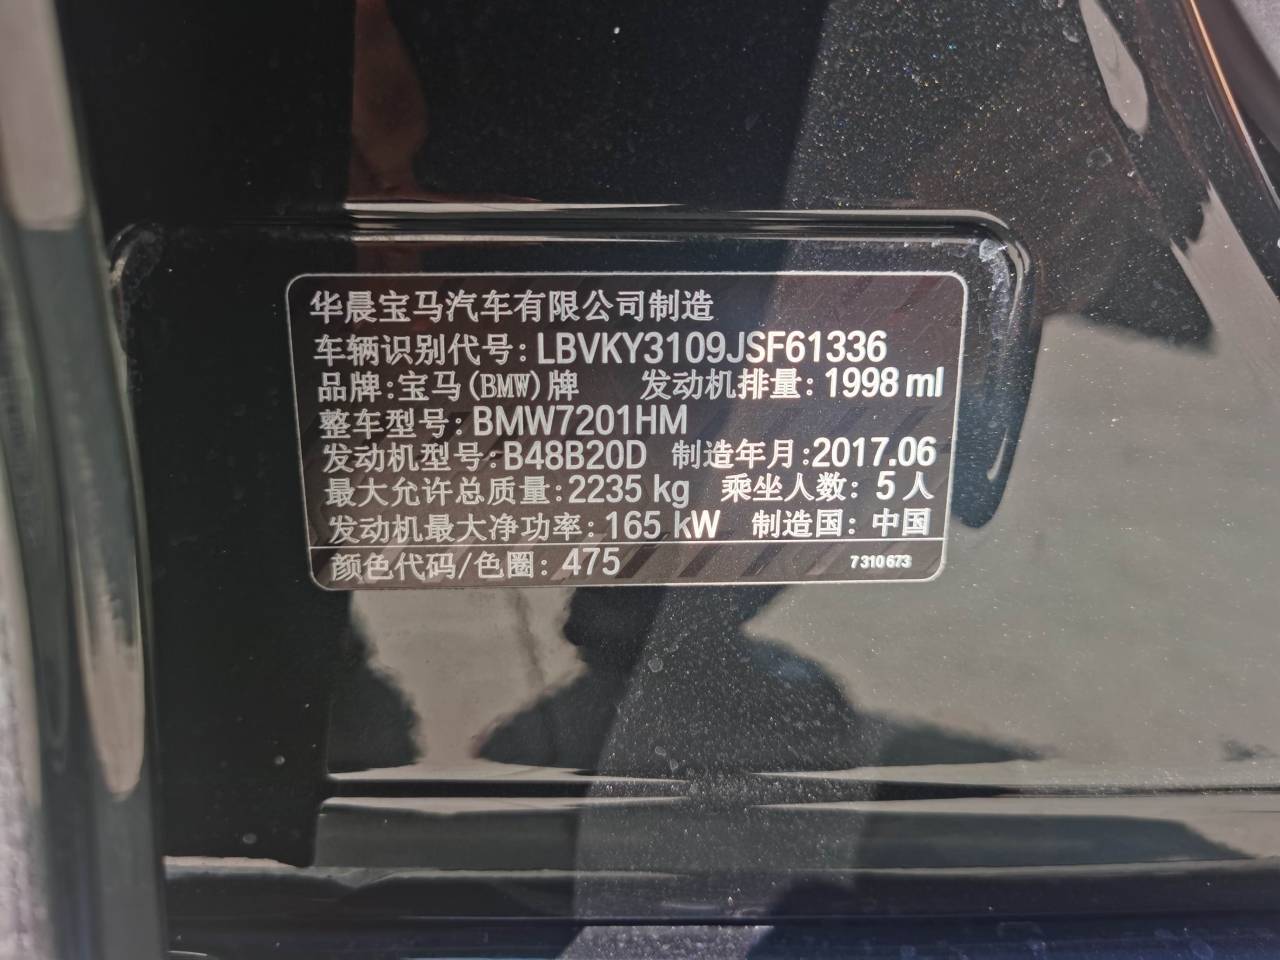 华晨宝马汽车有限公司制造
车辆识别代号: LBVKY3109JSF61336
品牌:宝马(BMW)牌 发动机排量: 1998 ml
整车型号: BMW7201HM
发动机型号:B48B20D 制造年月:2017.06
最大允许总质量:2235 kg 乘坐人数: 5人
发动机最大净功率: 165 kW 制造国: 中国
颜色代码/色圈: 475 7310673